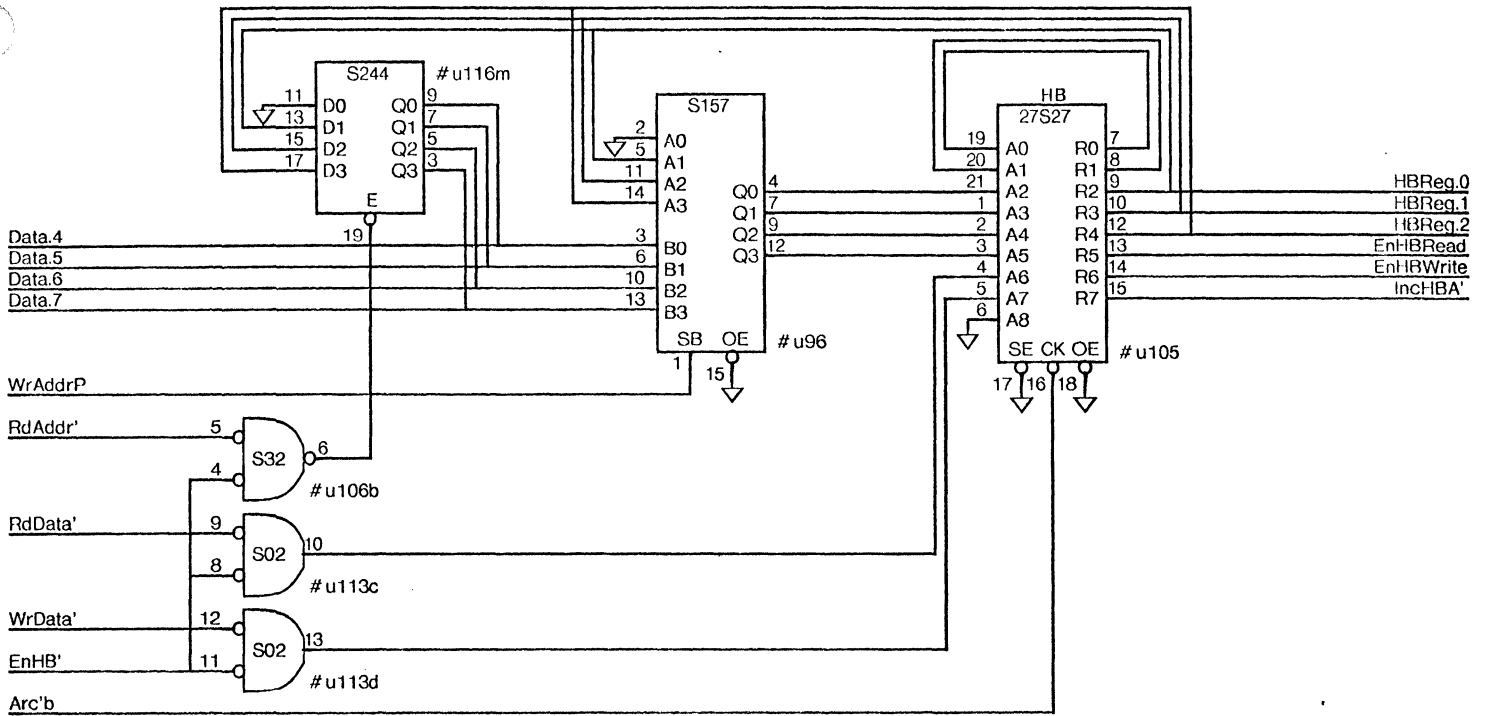 S244
#u116m
11 D0 Q0 9
13 D1 Q1 7
15 D2 Q2 5
17 D3 Q3 3
E
19
S157
2 A0
5 A1
11 A2
14 A3
Q0 4
Q1 7
Q2 9
Q3 12
3 B0
6 B1
10 B2
13 B3
SB OE
1 15
#u96
HB
27S27
19 A0 R0 7
20 A1 R1 8
21 A2 R2 9
1 A3 R3 10
2 A4 R4 12
3 A5 R5 13
4 A6 R6 14
5 A7 R7 15
6 A8
SE CK OE
17 16 18
#u105
HBReg.0
HBReg.1
HBReg.2
EnHBRead
EnHBWrite
IncHBA'
Data.4
Data.5
Data.6
Data.7
WrAddrP
RdAddr'
5
4
S32
6
#u106b
RdData'
9
8
S02
10
#u113c
WrData'
12
EnHB'
11
S02
13
#u113d
Arc'b